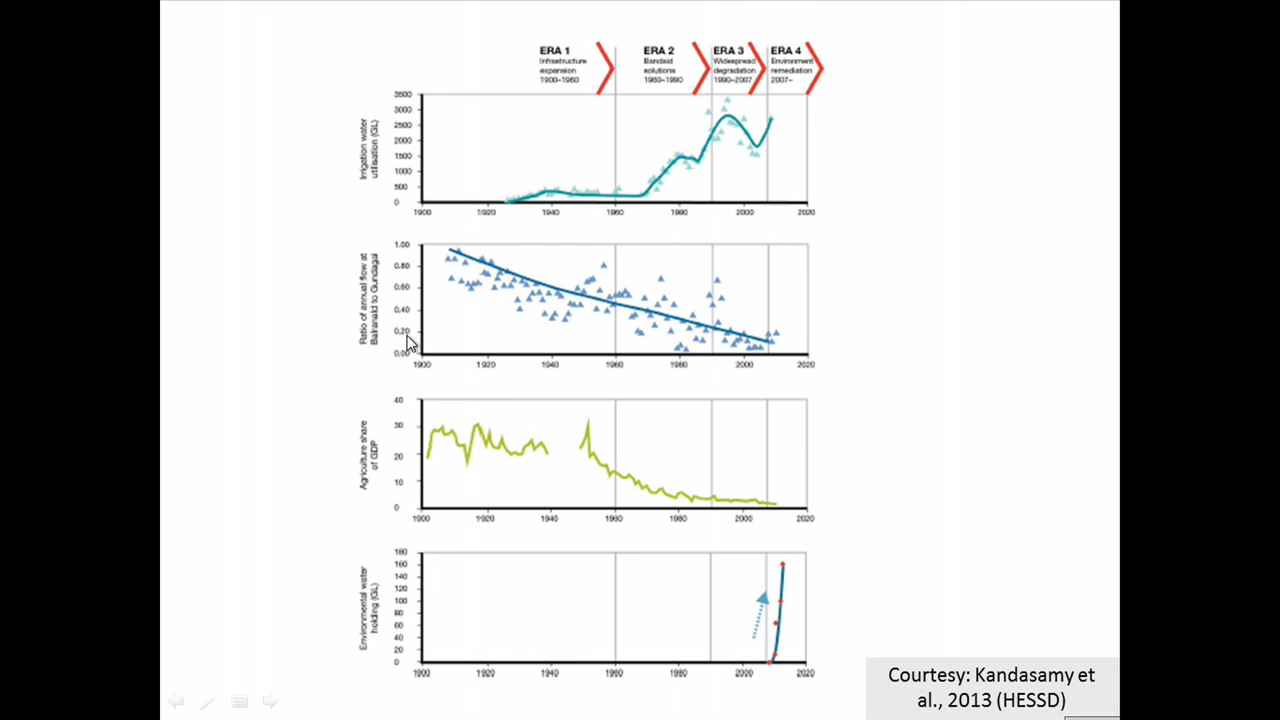 ERA 1
Infrastructure
expansion
1900–1960
ERA 2
Bandaid
solutions
1960–1990
ERA 3
Widespread
degradation
1990–2007
ERA 4
Environment
remediation
2007–
Irrigation water
utilisation (GL)
3500
3000
2500
2000
1500
1000
500
0
1900 1920 1940 1960 1980 2000 2020
Ratio of annual flow at
Balranald to Gundagai
1.00
0.80
0.60
0.40
0.20
0.00
1900 1920 1940 1960 1980 2000 2020
Agriculture share
of GDP
40
30
20
10
0
1900 1920 1940 1960 1980 2000 2020
Environmental water
holding (GL)
180
160
140
120
100
80
60
40
20
0
1900 1920 1940 1960 1980 2000 2020
Courtesy: Kandasamy et
al., 2013 (HESSD)